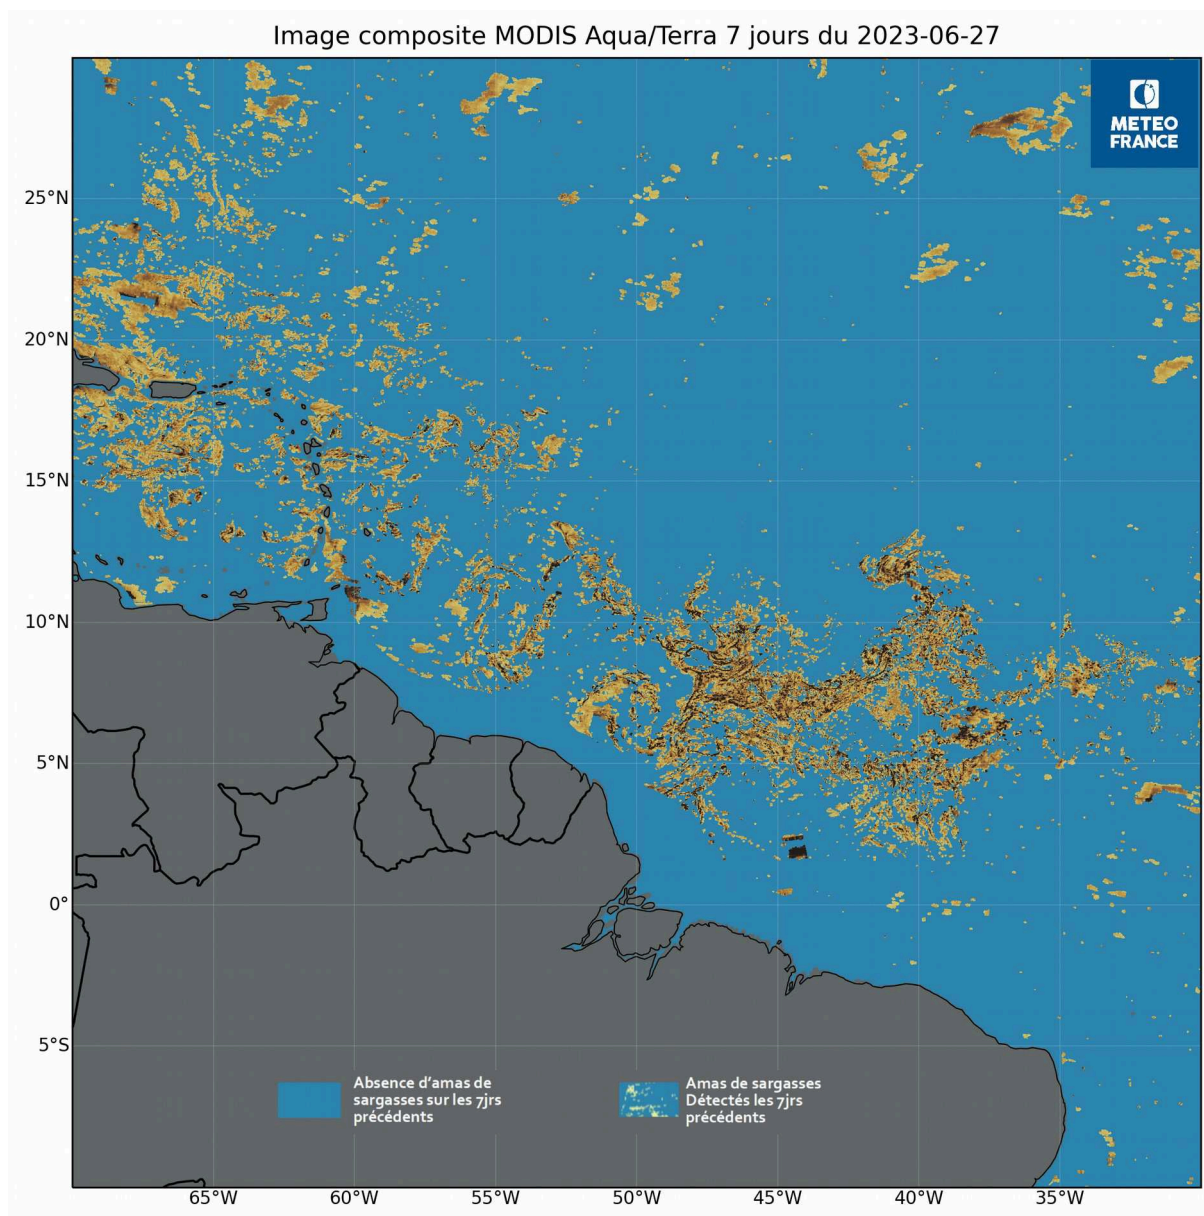 Image composite MODIS Aqua/Terra 7 jours du 2023-06-27
METEO
FRANCE
25°N
20°N
15°N
10°N
5°N
0°
5°S
Absence d'amas de
sargasses sur les 7jrs
précédents
Amas de sargasses
Détectés les 7jrs
précédents
65°W
60°W
55°W
50°W
45°W
40°W
35°W